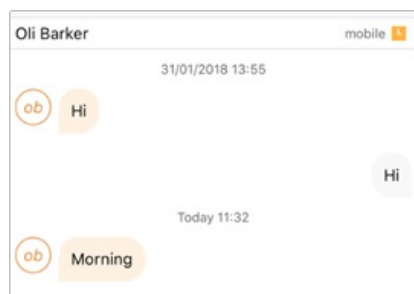 Oli Barker mobile L
31/01/2018 13:55
ob Hi
Hi
Today 11:32
ob Morning